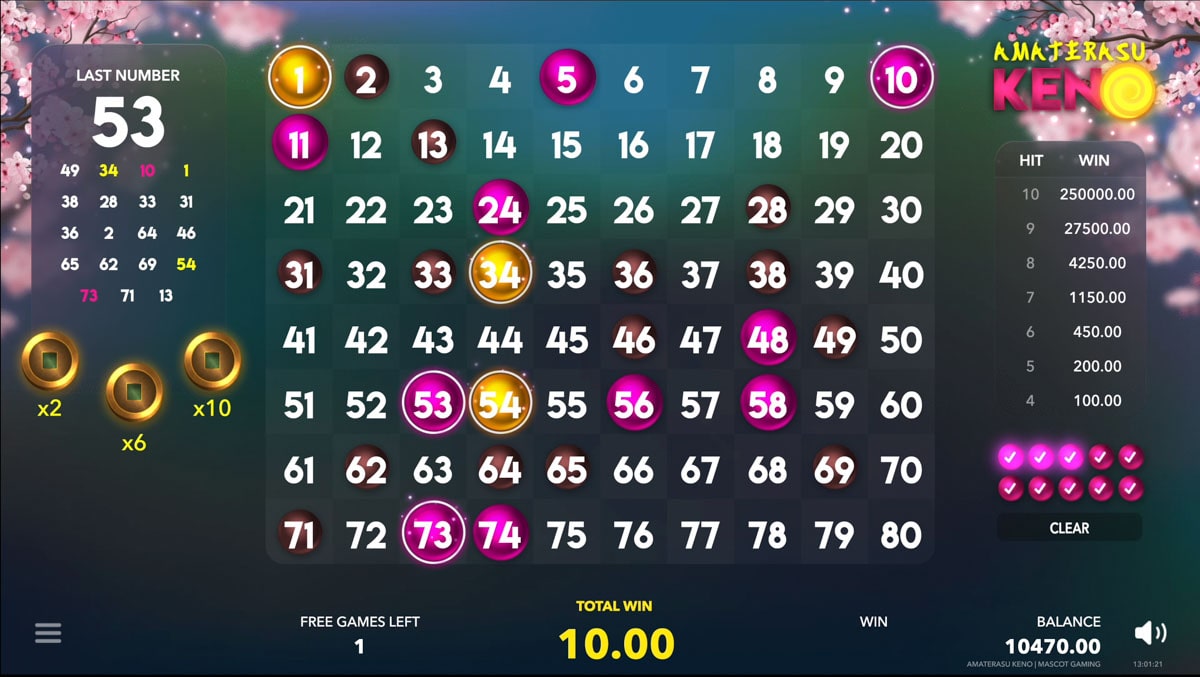 LAST NUMBER
53
49 34 10 1
38 28 33 31
36 2 64 46
65 62 69 54
73 71 13
x2
x6
x10
1 2 3 4 5 6 7 8 9 10
11 12 13 14 15 16 17 18 19 20
21 22 23 24 25 26 27 28 29 30
31 32 33 34 35 36 37 38 39 40
41 42 43 44 45 46 47 48 49 50
51 52 53 54 55 56 57 58 59 60
61 62 63 64 65 66 67 68 69 70
71 72 73 74 75 76 77 78 79 80
AMATERASU
KENO
HIT WIN
10 250000.00
9 27500.00
8 4250.00
7 1150.00
6 450.00
5 200.00
4 100.00
CLEAR
FREE GAMES LEFT
1
TOTAL WIN
10.00
WIN
BALANCE
10470.00
AMATERASU KENO | MASCOT GAMING
13:01:21